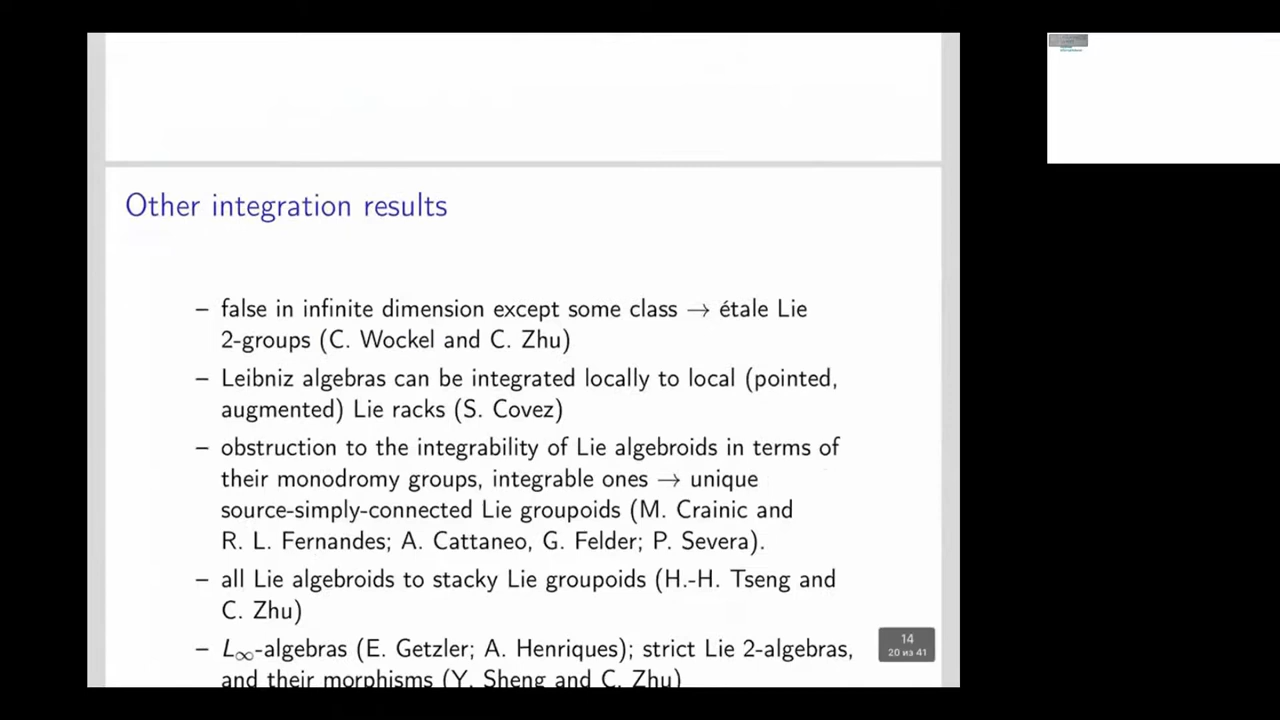 Other integration results
– false in infinite dimension except some class → étale Lie
2-groups (C. Wockel and C. Zhu)
– Leibniz algebras can be integrated locally to local (pointed,
augmented) Lie racks (S. Covez)
– obstruction to the integrability of Lie algebroids in terms of
their monodromy groups, integrable ones → unique
source-simply-connected Lie groupoids (M. Crainic and
R. L. Fernandes; A. Cattaneo, G. Felder; P. Severa).
– all Lie algebroids to stacky Lie groupoids (H.-H. Tseng and
C. Zhu)
– L∞-algebras (E. Getzler; A. Henriques); strict Lie 2-algebras,
and their morphisms (Y. Sheng and C. Zhu)
14
20 из 41